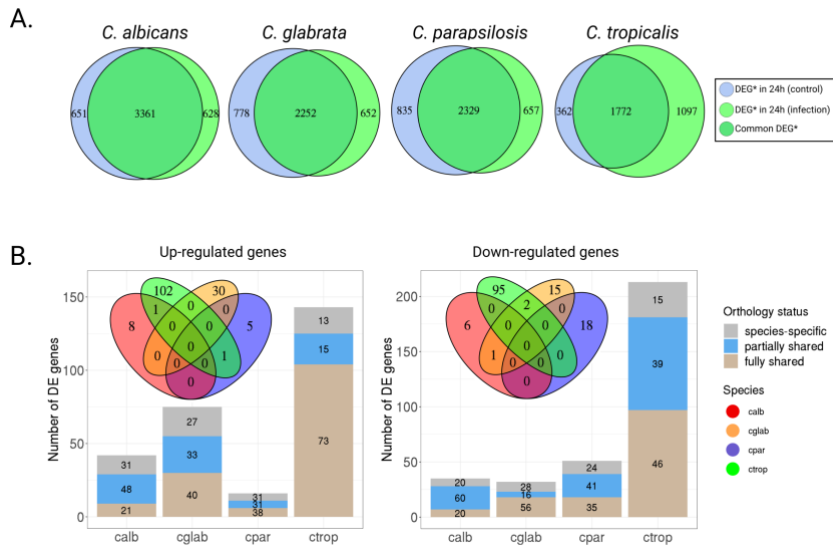 A.
C. albicans
C. glabrata
C. parapsilosis
C. tropicalis
651
3361
628
778
2252
652
835
2329
657
362
1772
1097
DEG* in 24h (control)
DEG* in 24h (infection)
Common DEG*
B.
Up-regulated genes
Number of DE genes
150
100
50
0
102
30
1
0
0
8
0
0
5
0
0
0
0
1
0
31
48
21
27
33
40
31
31
38
13
15
73
calb
cglab
cpar
ctrop
Down-regulated genes
Number of DE genes
200
150
100
50
0
95
15
0
2
0
6
0
0
18
1
0
0
0
0
0
20
60
20
28
16
56
24
41
35
15
39
46
calb
cglab
cpar
ctrop
Orthology status
species-specific
partially shared
fully shared
Species
calb
cglab
cpar
ctrop